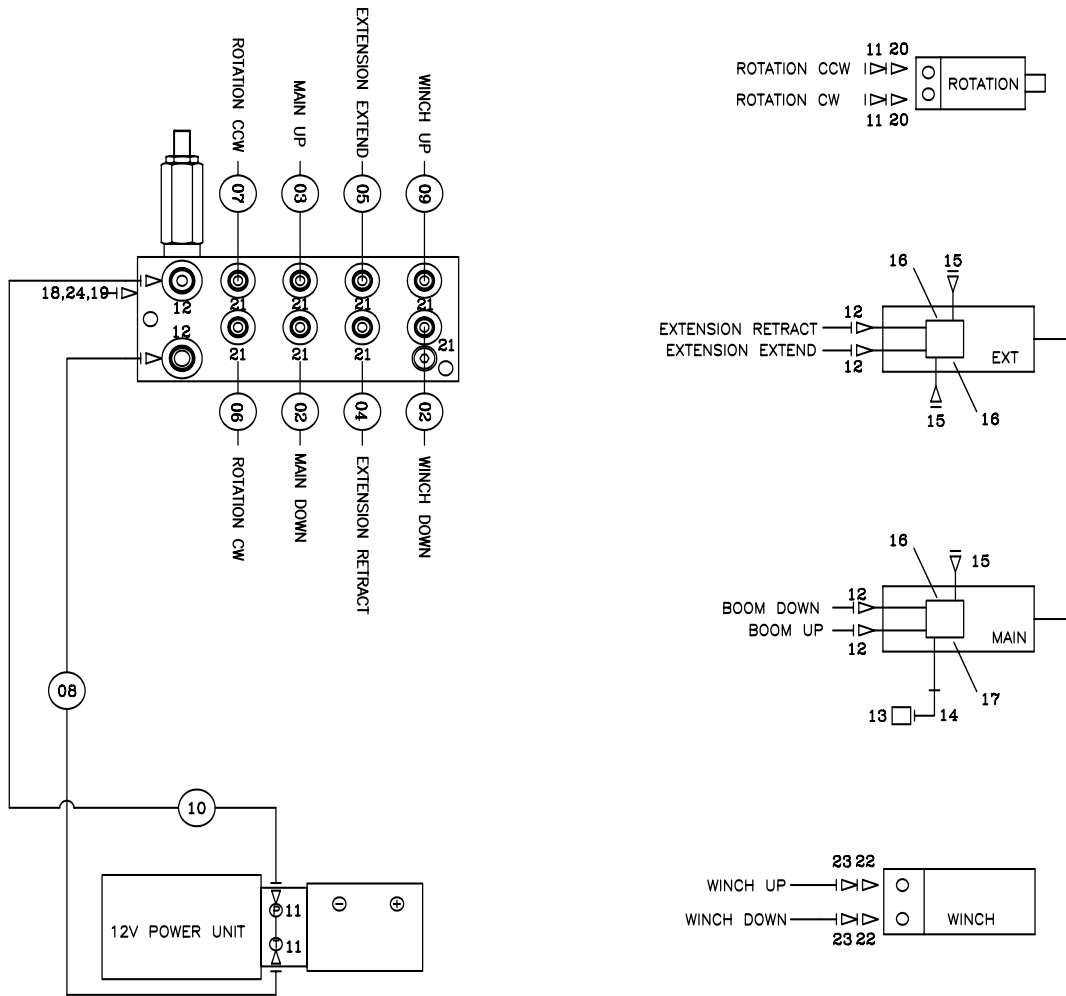 ROTATION CCW
MAIN UP
EXTENSION EXTEND
WINCH UP
07
03
05
09
18,24,19
12
21
21
21
21
12
21
21
21
21
06
02
04
02
ROTATION CW
MAIN DOWN
EXTENSION RETRACT
WINCH DOWN
08
10
12V POWER UNIT
P 11
T 11
11 20
ROTATION CCW
ROTATION
ROTATION CW
11 20
16
15
12
EXTENSION RETRACT
EXTENSION EXTEND
EXT
12
15
16
16
15
12
BOOM DOWN
BOOM UP
MAIN
12
17
13
14
23 22
WINCH UP
WINCH DOWN
WINCH
23 22